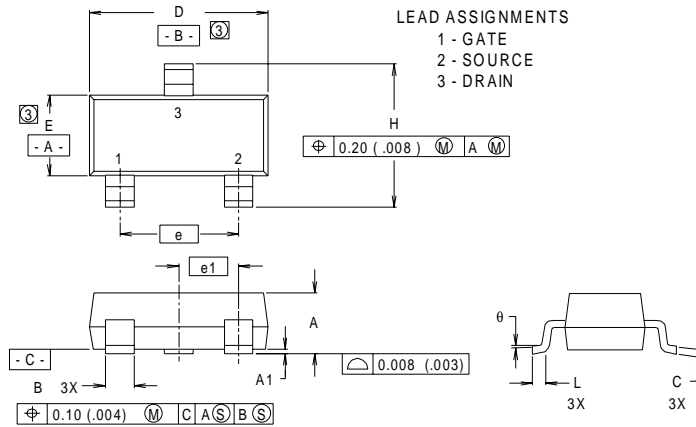 D
- B -
3
LEAD ASSIGNMENTS
1 - GATE
2 - SOURCE
3 - DRAIN
3
E
- A -
3
H
⌖ 0.20 ( .008 ) Ⓜ A Ⓜ
1
2
e
e1
A
θ
- C -
A1
⌓ 0.008 (.003)
B 3X
L
3X
C
3X
⌖ 0.10 (.004) Ⓜ C A Ⓢ B Ⓢ